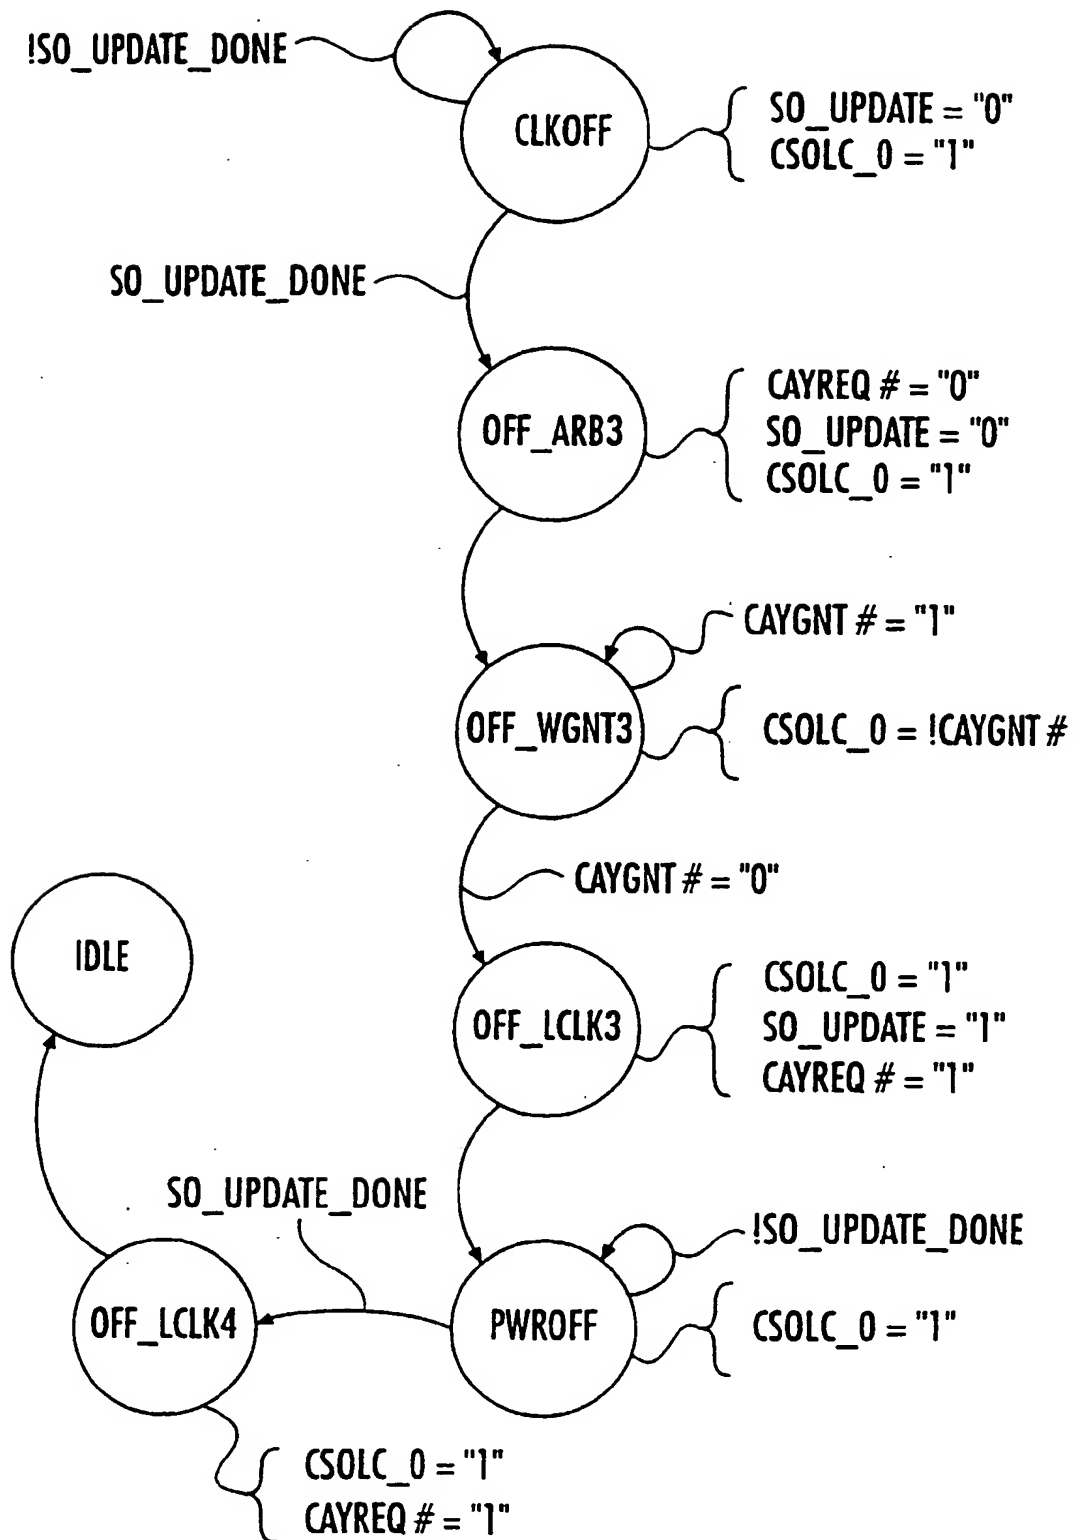 !SO_UPDATE_DONE
CLKOFF
SO_UPDATE = "0"
CSOLC_0 = "1"
SO_UPDATE_DONE
OFF_ARB3
CAYREQ # = "0"
SO_UPDATE = "0"
CSOLC_0 = "1"
CAYGNT # = "1"
OFF_WGNT3
CSOLC_0 = !CAYGNT #
CAYGNT # = "0"
IDLE
OFF_LCLK3
CSOLC_0 = "1"
SO_UPDATE = "1"
CAYREQ # = "1"
SO_UPDATE_DONE
!SO_UPDATE_DONE
OFF_LCLK4
PWROFF
CSOLC_0 = "1"
CSOLC_0 = "1"
CAYREQ # = "1"